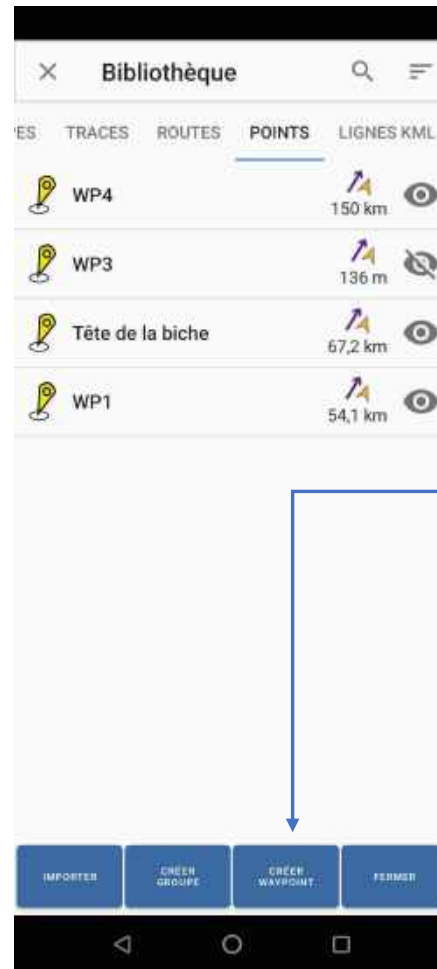 Bibliothèque
ES TRACES ROUTES POINTS LIGNES KML
WP4
150 km
WP3
136 m
Tête de la biche
67,2 km
WP1
54,1 km
IMPORTER CRÉER GROUPE CRÉER WAYPOINT FERMER